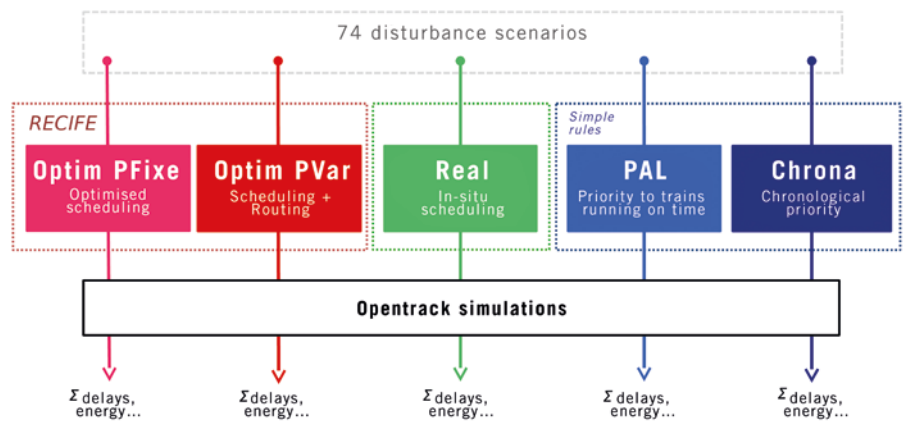 74 disturbance scenarios
RECIFE
Simple
rules
Optim PFixe
Optimised
scheduling
Optim PVar
Scheduling +
Routing
Real
In-situ
scheduling
PAL
Priority to trains
running on time
Chrona
Chronological
priority
Opentrack simulations
Σ delays,
energy...
Σ delays,
energy...
Σ delays,
energy...
Σ delays,
energy...
Σ delays,
energy...